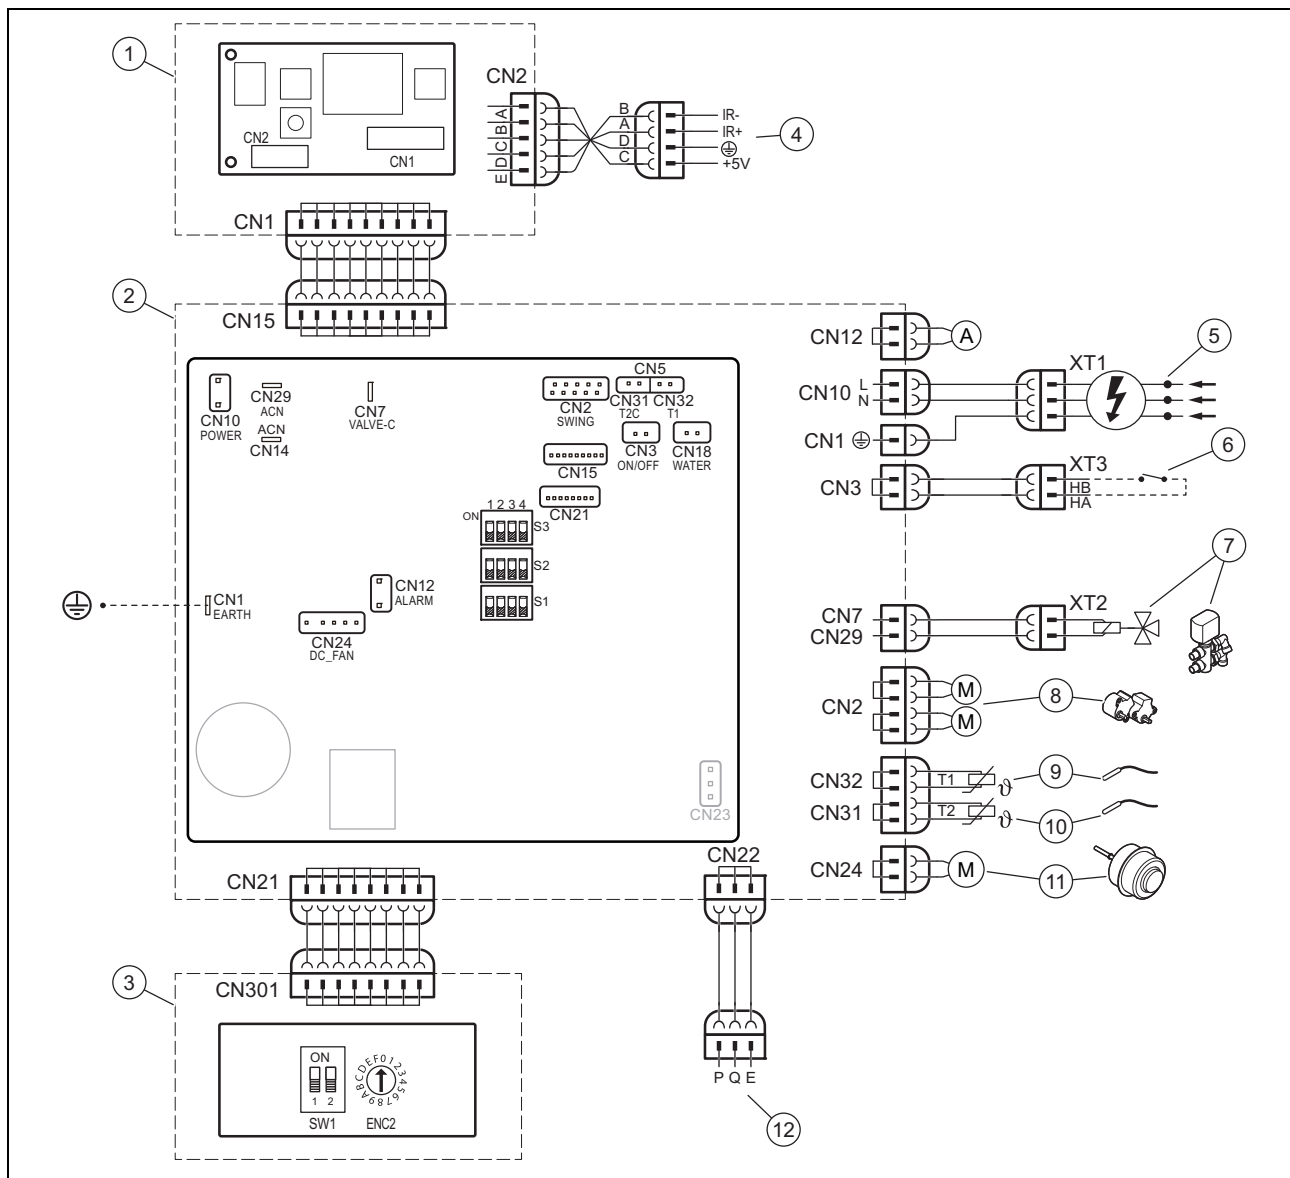 1
CN2
A
B
C
D
E
B
A
D
C
IR-
IR+
+5V
4
CN2
CN1
CN1
2
CN15
CN12
A
CN10
L
N
XT1
5
CN1
CN3
XT3
HB
HA
6
CN10
POWER
CN29
ACN
ACN
CN14
CN7
VALVE-C
CN2
SWING
CN5
CN31
T2C
CN32
T1
CN3
ON/OFF
CN18
WATER
CN15
CN21
1 2 3 4
ON
S3
S2
S1
CN12
ALARM
CN1
EARTH
CN24
DC_FAN
CN23
CN7
CN29
XT2
7
CN2
M
M
8
CN32
T1
ϑ
9
CN31
T2
ϑ
10
CN24
M
11
CN22
P Q E
12
CN21
3
CN301
ON
1 2
SW1
0123456789ABCDEF
ENC2